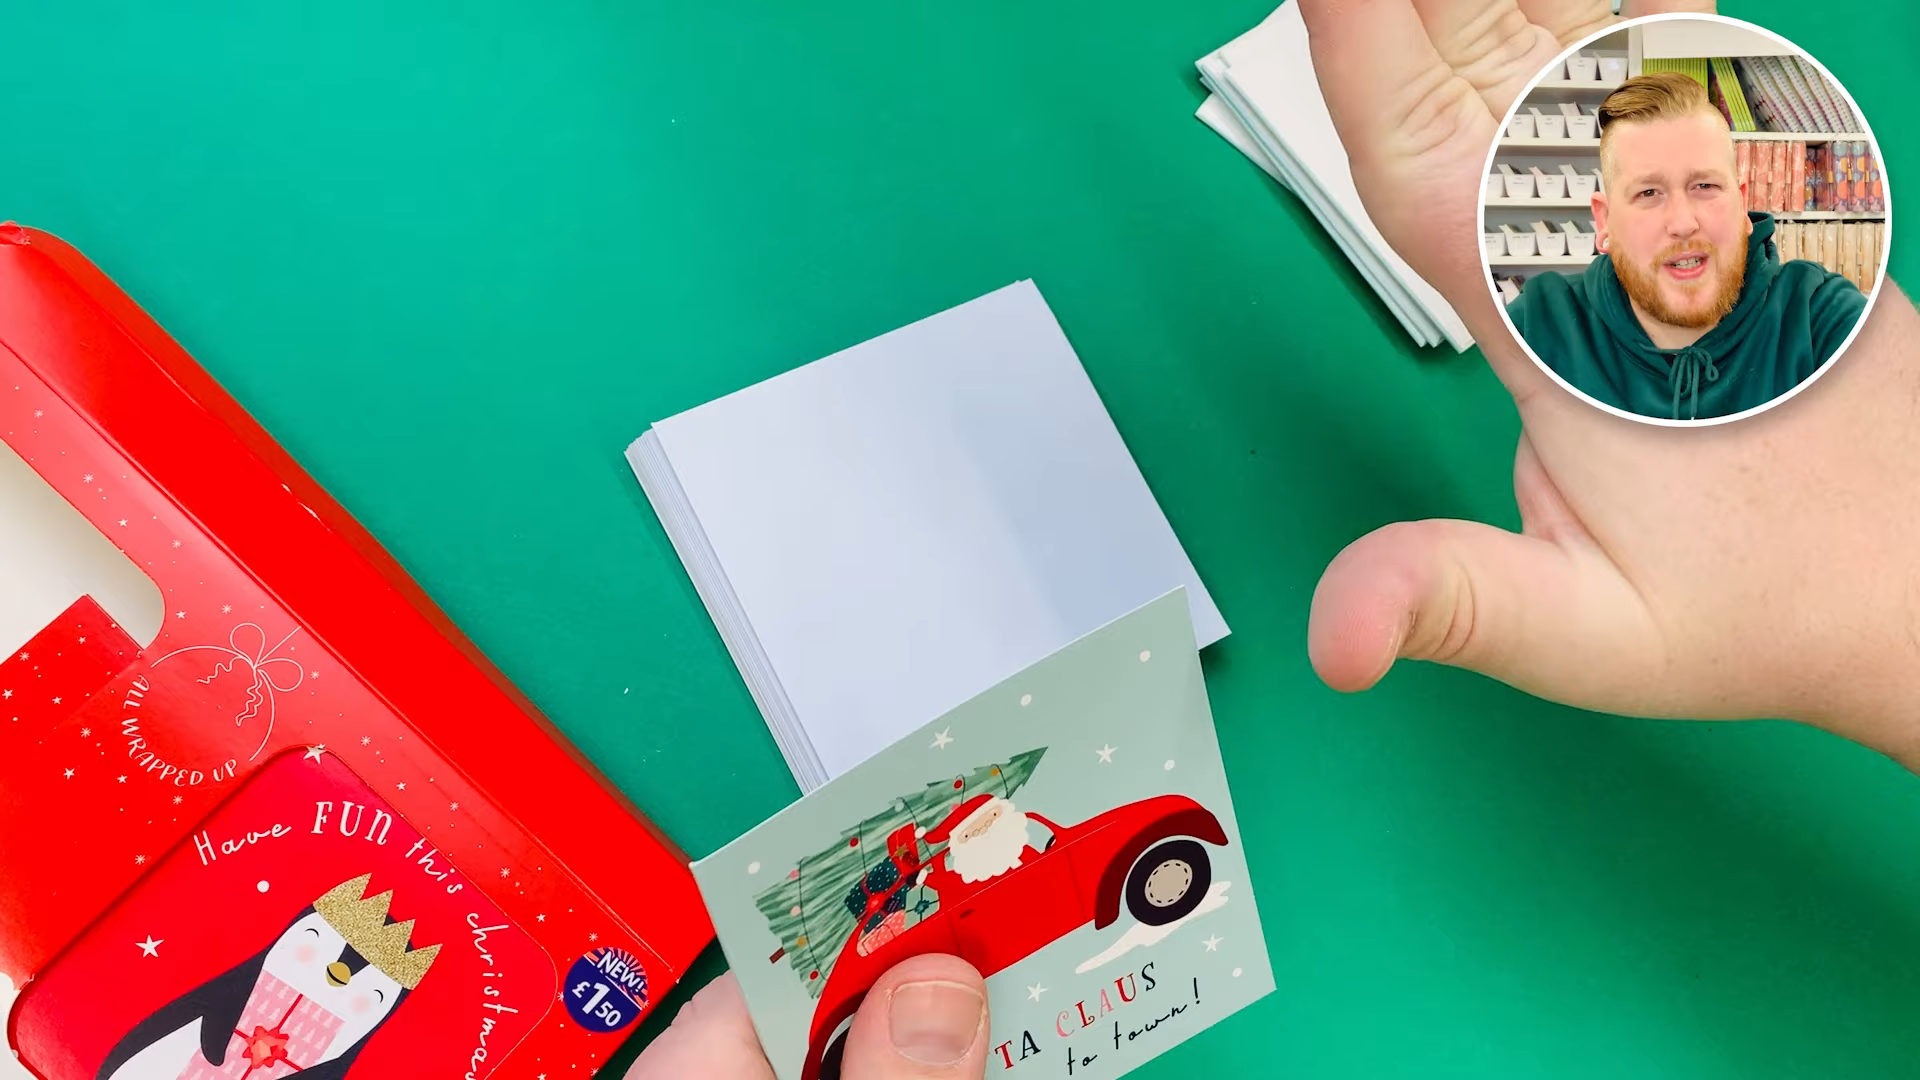 ALL WRAPPED UP
Have FUN this christmas
NEW!
£1.50
TA CLAUS
to town!